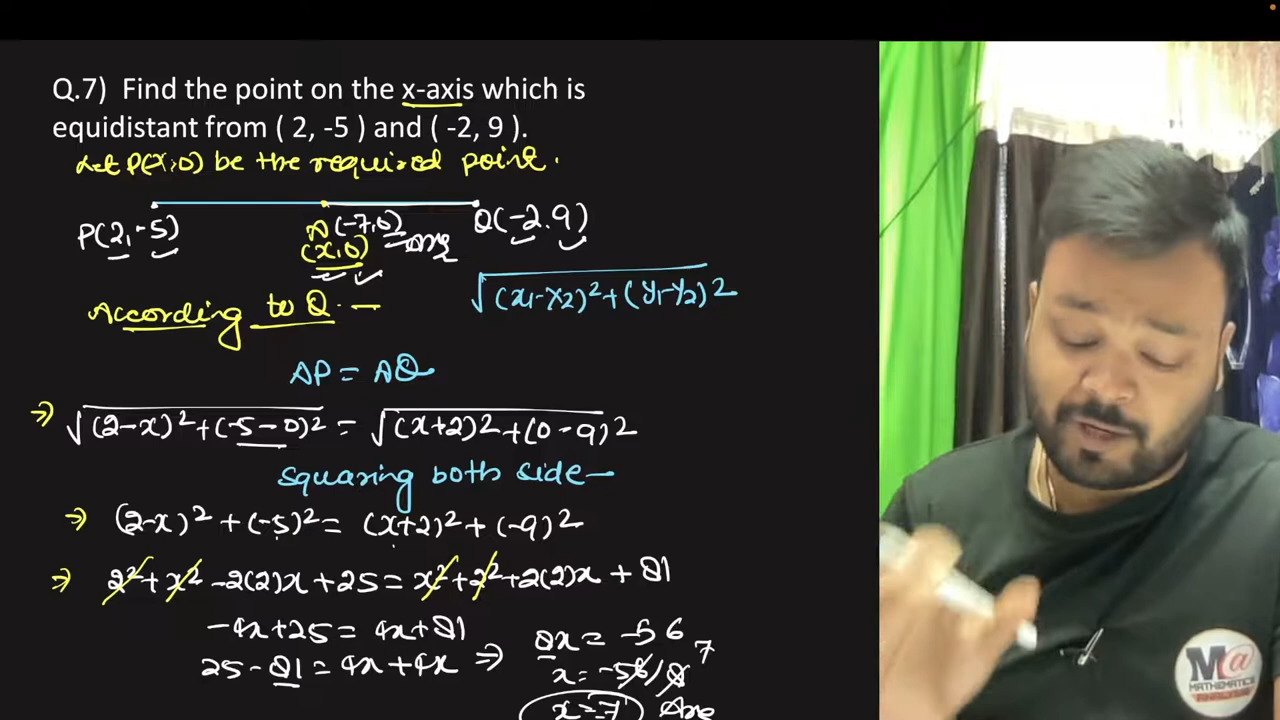 Q.7) Find the point on the x-axis which is
equidistant from ( 2, -5 ) and ( -2, 9 ).
Let P(x,0) be the required point.
P(2,-5) A (-7,0) Ans Q(-2.9)
(x,0)
According to Q. —
√(x₁-x₂)²+(y₁-y₂)2
AP = AQ
⇒ √(2-x)²+(-5-0)² = √(x+2)²+(0-9)2
squaring both side—
⇒ (2-x)²+(-5)² = (x+2)²+(-9)²
⇒ 2²+x²-2(2)x+25 = x²+2²+2(2)x+81
-4x+25 = 4x+81
25-81 = 4x+4x ⇒ 8x = -56
x = -56/8 7
x=-7 Ans
Ma
MATHEMATICS
ANALYSIS